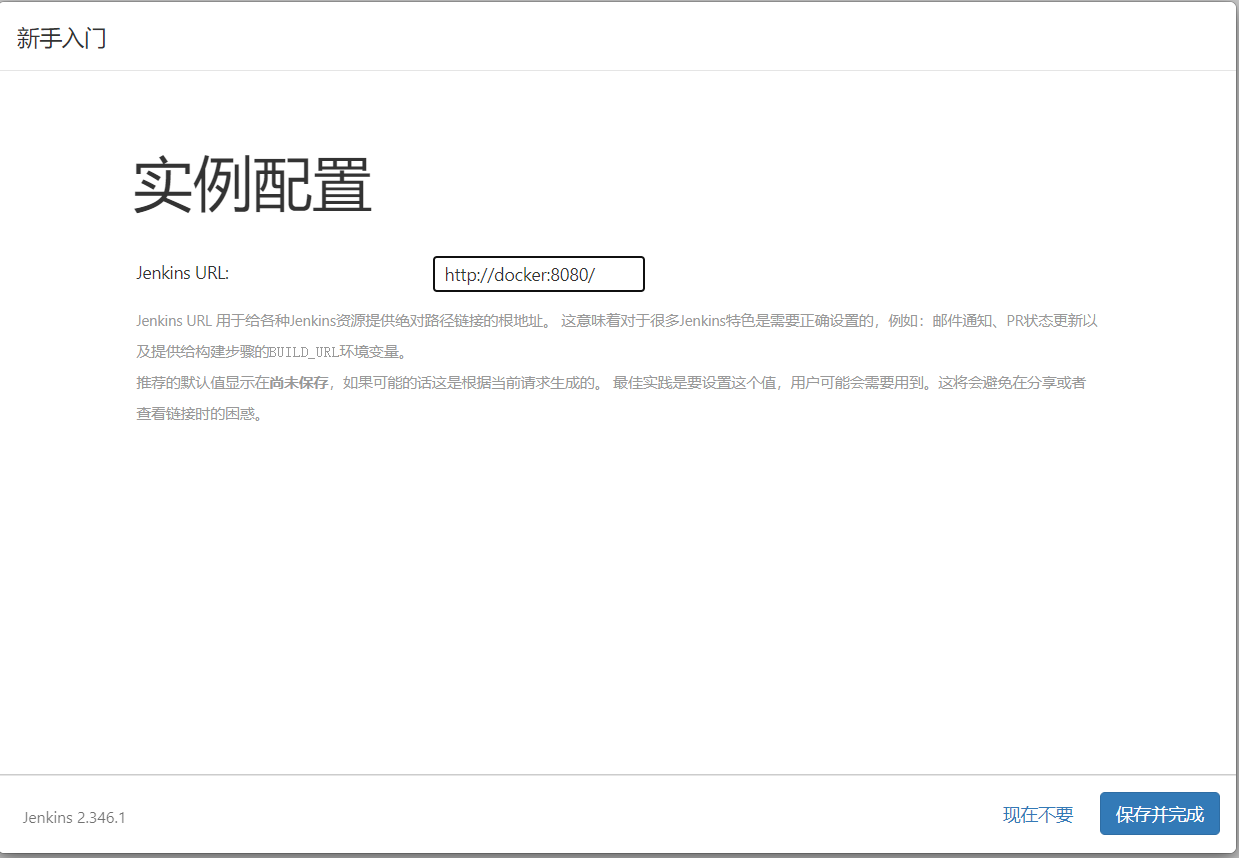 新手入门
实例配置
Jenkins URL:
http://docker:8080/
Jenkins URL 用于给各种Jenkins资源提供绝对路径链接的根地址。 这意味着对于很多Jenkins特色是需要正确设置的，例如：邮件通知、PR状态更新以
及提供给构建步骤的BUILD_URL环境变量。
推荐的默认值显示在尚未保存，如果可能的话这是根据当前请求生成的。 最佳实践是要设置这个值，用户可能会需要用到。这将会避免在分享或者
查看链接时的困惑。
Jenkins 2.346.1
现在不要
保存并完成